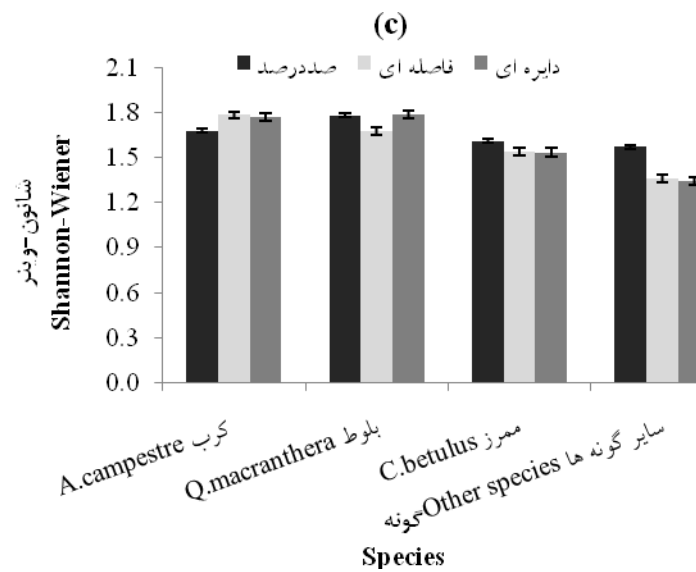 (c)
صددرصد فاصله ای دایره ای
2.1
1.8
1.5
1.2
0.9
0.6
0.3
0.0
شانون-وینر
Shannon-Wiener
A.campestre کرب
Q.macranthera بلوط
C.betulus ممرز
Other species سایر گونه ها
گونه
Species